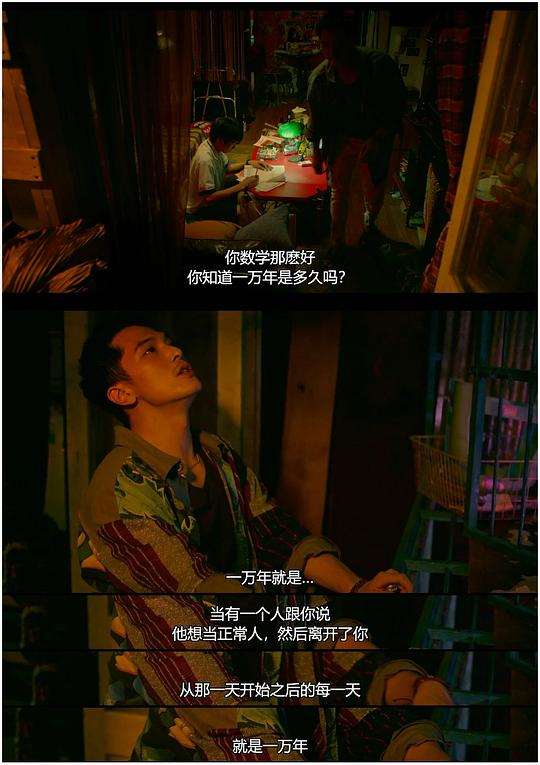 你数学那麽好
你知道一万年是多久吗?
一万年就是...
当有一个人跟你说
他想当正常人，然后离开了你
从那一天开始之后的每一天
就是一万年